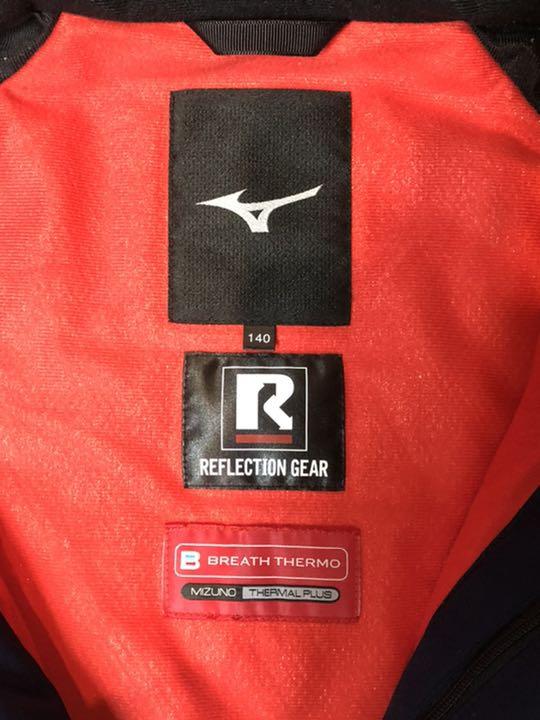 140
R
REFLECTION GEAR
B BREATH THERMO
MIZUNO THERMAL PLUS